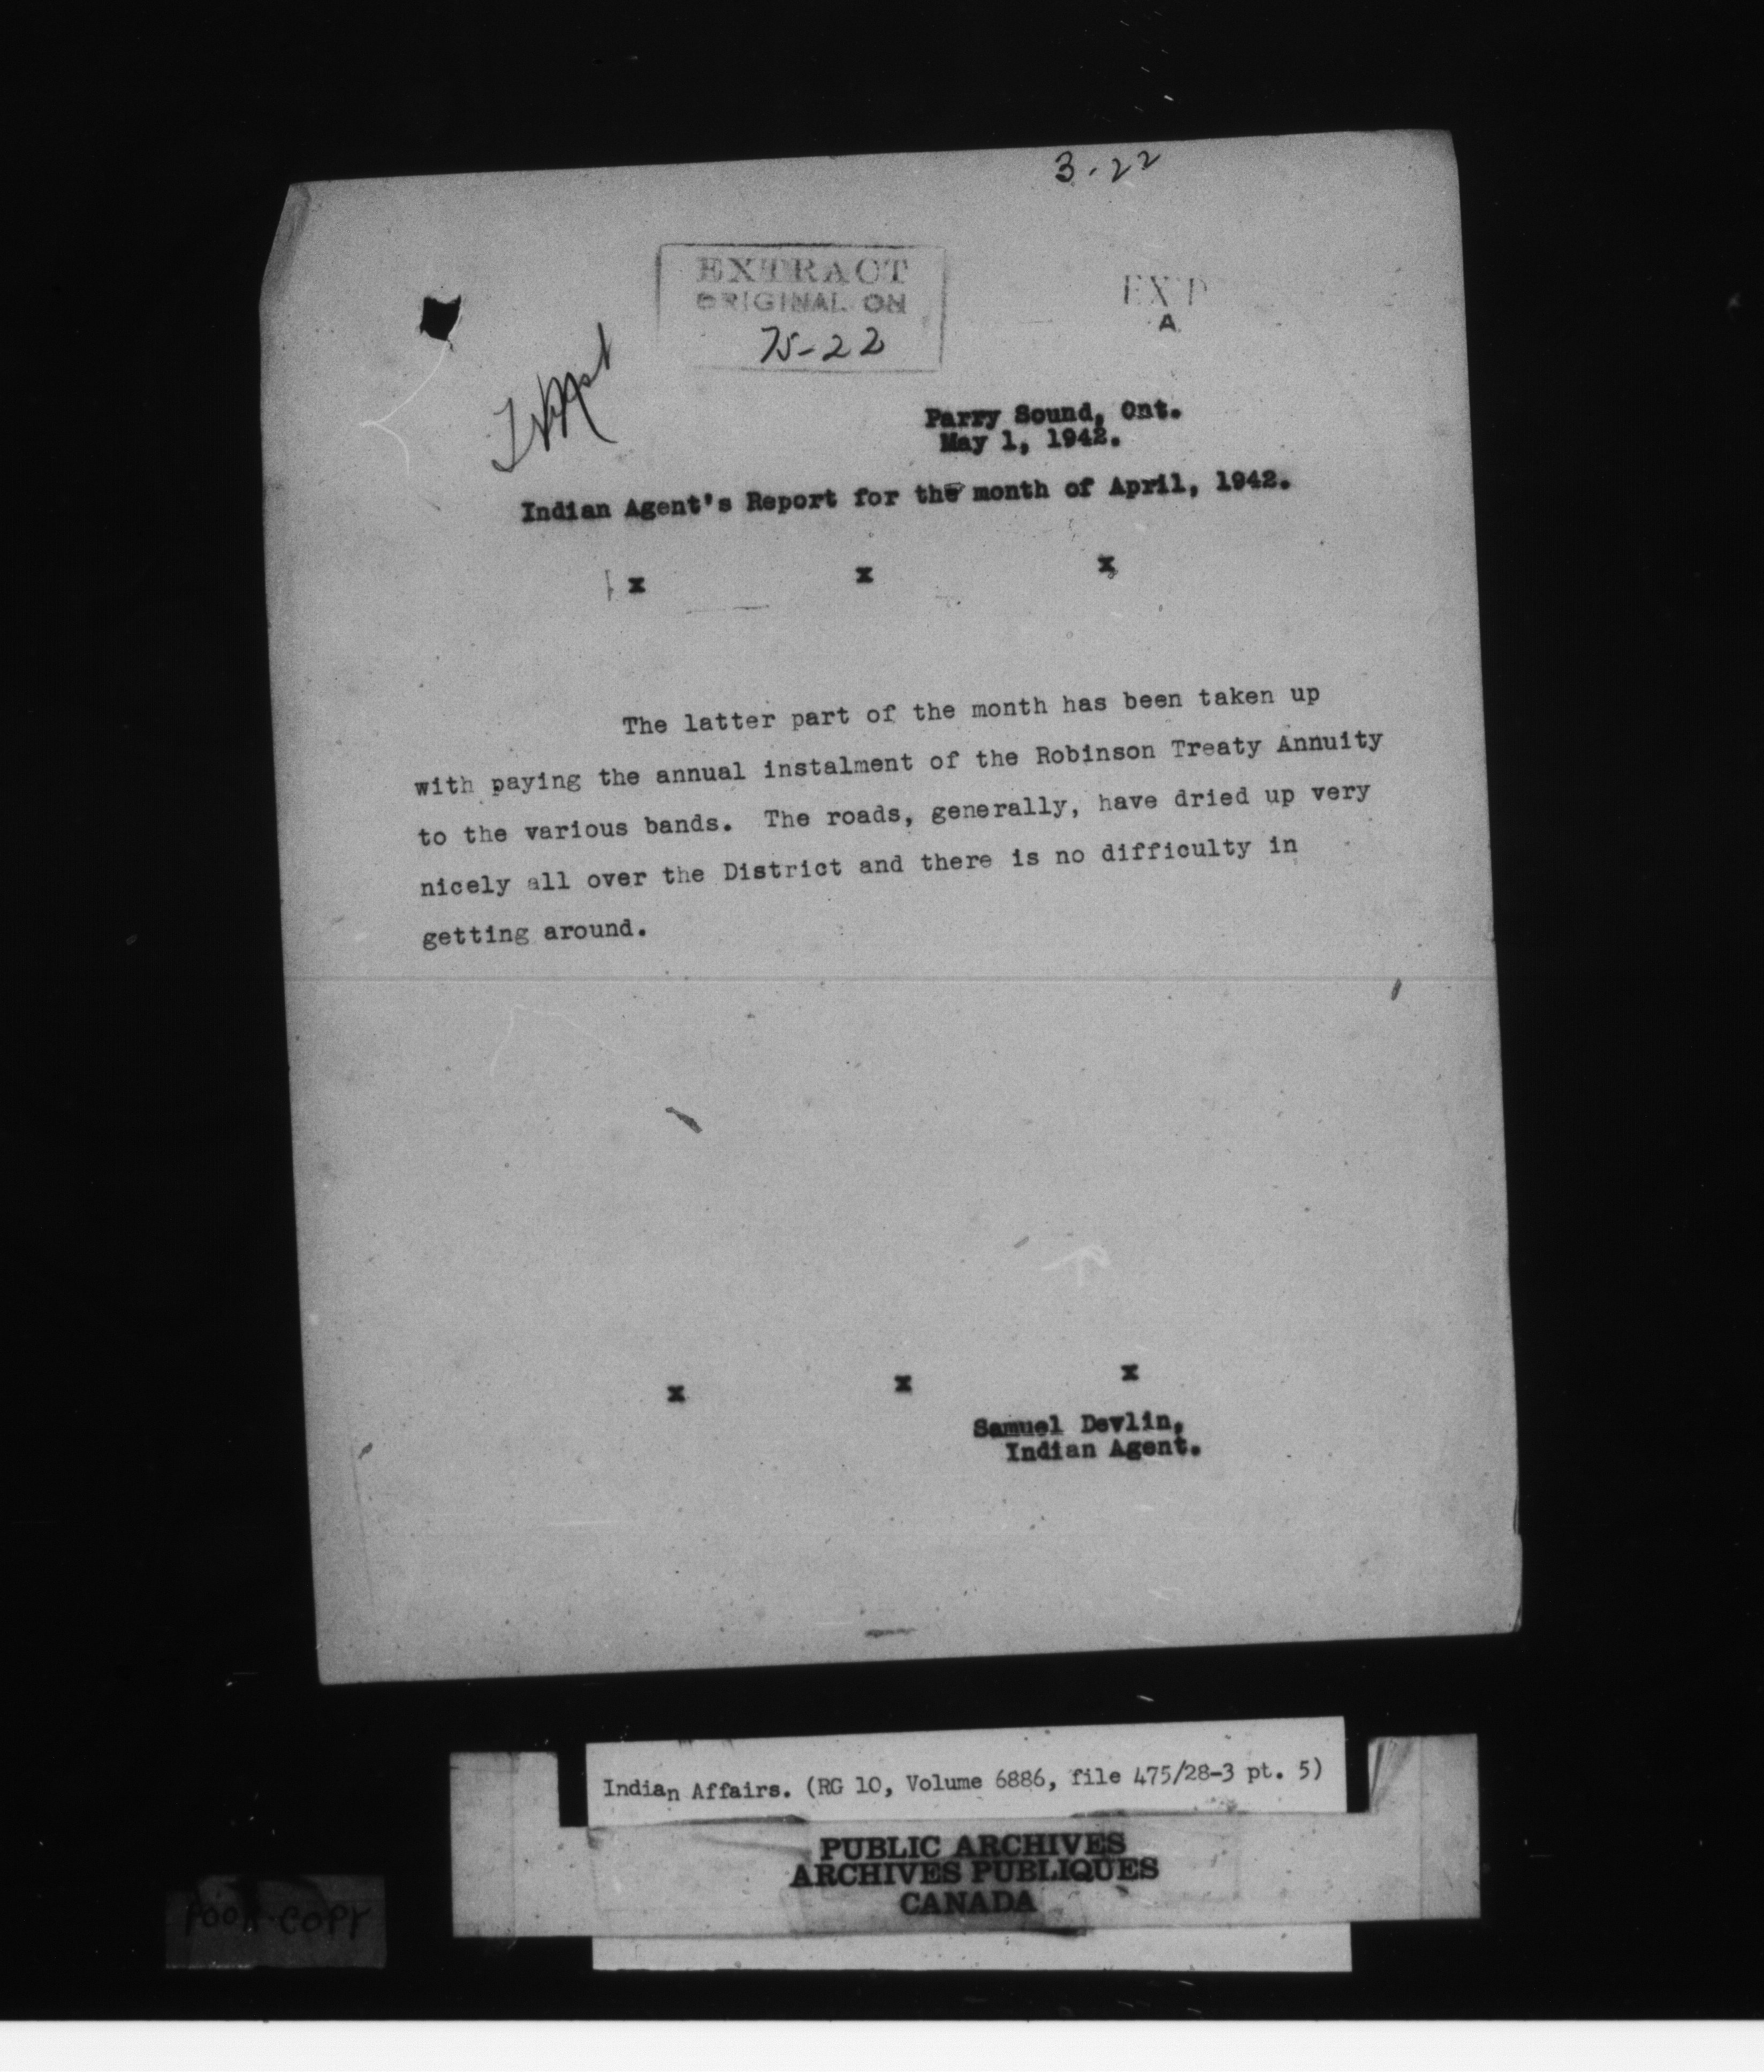 3-22
EXTRACT
ORIGINAL ON
75-22
A
Parry Sound, Ont.
May 1, 1942.
Indian Agent's Report for the month of April, 1942.
x x x
The latter part of the month has been taken up
with paying the annual instalment of the Robinson Treaty Annuity
to the various bands. The roads, generally, have dried up very
nicely all over the District and there is no difficulty in
getting around.
x x x
Samuel Devlin,
Indian Agent.
Indian Affairs. (RG 10, Volume 6886, file 475/28-3 pt. 5)
PUBLIC ARCHIVES
ARCHIVES PUBLIQUES
CANADA
POOR COPY